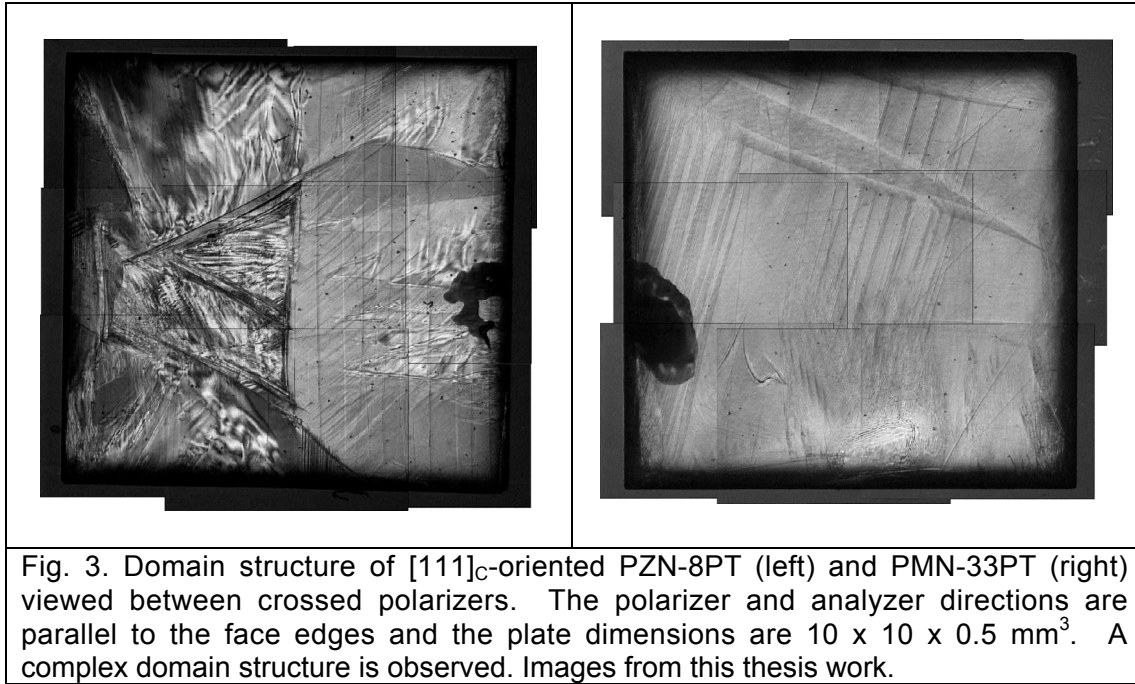 Fig. 3. Domain structure of [111]C-oriented PZN-8PT (left) and PMN-33PT (right)
viewed between crossed polarizers. The polarizer and analyzer directions are
parallel to the face edges and the plate dimensions are 10 x 10 x 0.5 mm³. A
complex domain structure is observed. Images from this thesis work.